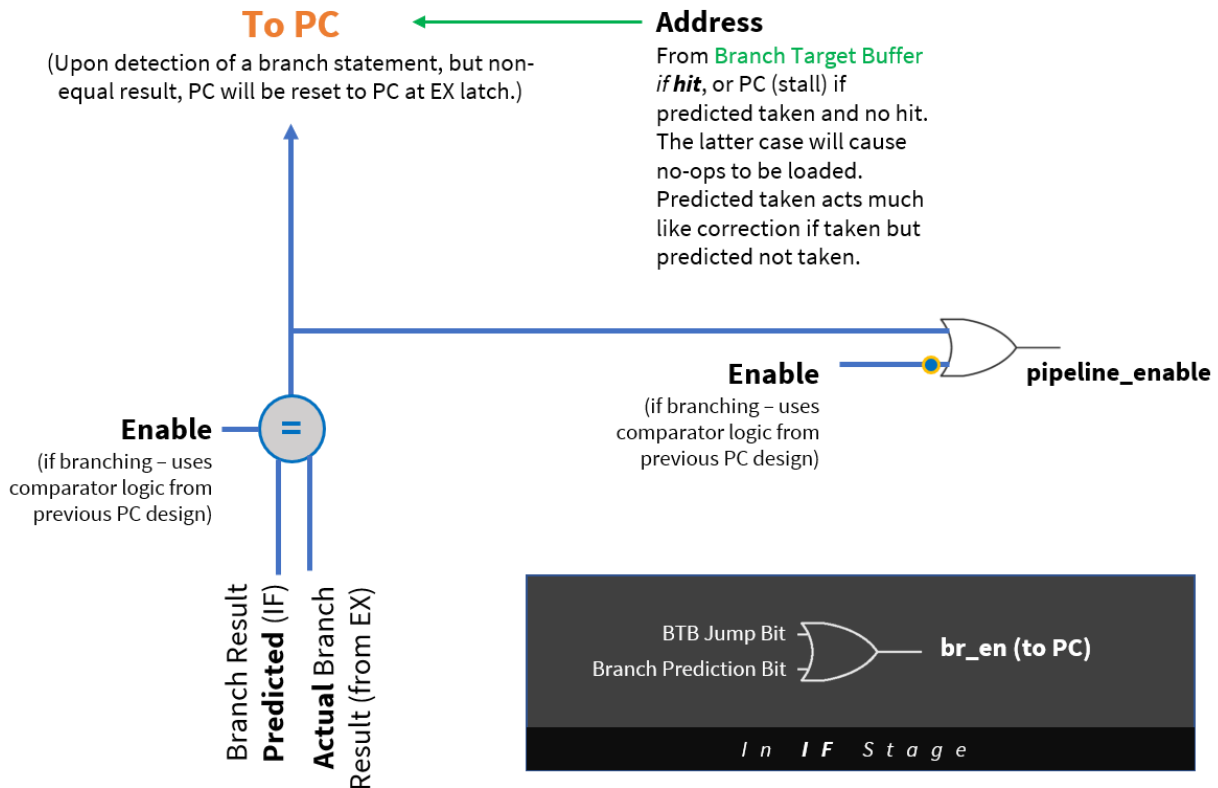 To PC
(Upon detection of a branch statement, but non-
equal result, PC will be reset to PC at EX latch.)
Address
From Branch Target Buffer
if hit, or PC (stall) if
predicted taken and no hit.
The latter case will cause
no-ops to be loaded.
Predicted taken acts much
like correction if taken but
predicted not taken.
Enable
(if branching – uses
comparator logic from
previous PC design)
pipeline_enable
Enable
(if branching – uses
comparator logic from
previous PC design)
=
Branch Result
Predicted (IF)
Actual Branch
Result (from EX)
BTB Jump Bit
Branch Prediction Bit
br_en (to PC)
In IF Stage